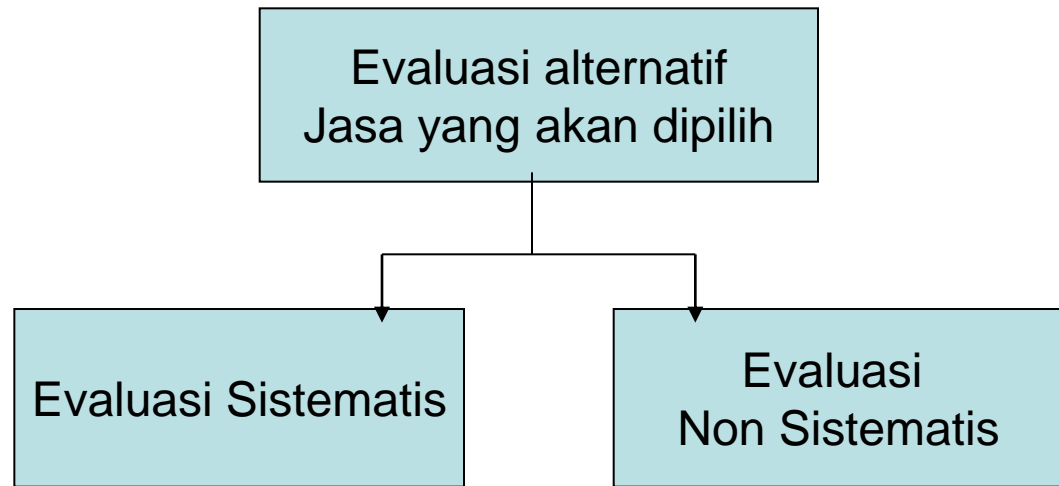 Evaluasi alternatif
Jasa yang akan dipilih
Evaluasi Sistematis
Evaluasi
Non Sistematis